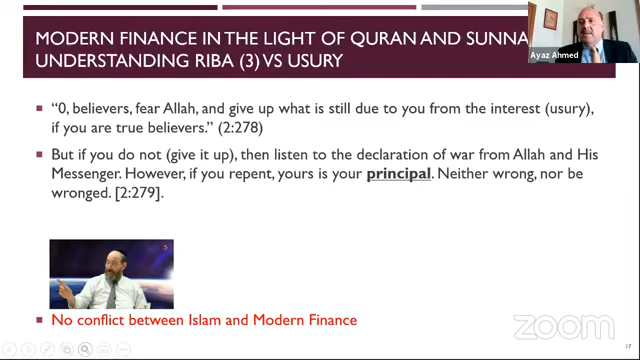 MODERN FINANCE IN THE LIGHT OF QURAN AND SUNNA
UNDERSTANDING RIBA (3) VS USURY
Ayaz Ahmed
▪ “0, believers, fear Allah, and give up what is still due to you from the interest (usury),
if you are true believers.” (2:278)
▪ But if you do not (give it up), then listen to the declaration of war from Allah and His
Messenger. However, if you repent, yours is your principal. Neither wrong, nor be
wronged. [2:279].
▪ No conflict between Islam and Modern Finance
zoom
17